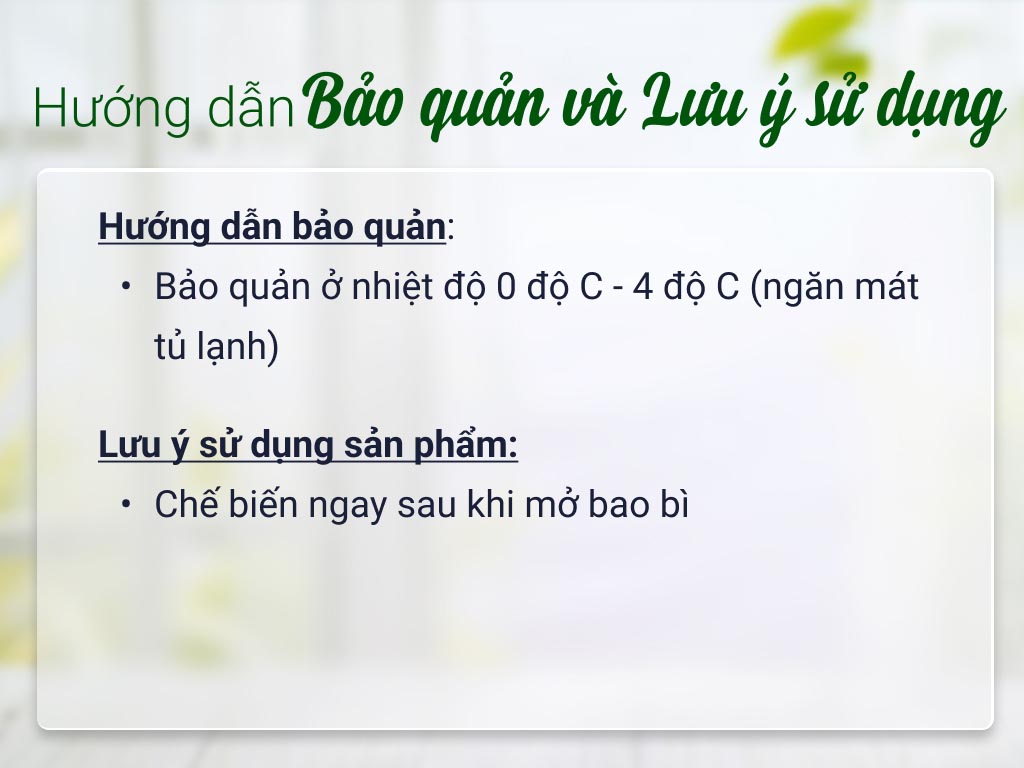 Hướng dẫn Bảo quản và Lưu ý sử dụng
Hướng dẫn bảo quản:
• Bảo quản ở nhiệt độ 0 độ C - 4 độ C (ngăn mát
tủ lạnh)
Lưu ý sử dụng sản phẩm:
• Chế biến ngay sau khi mở bao bì